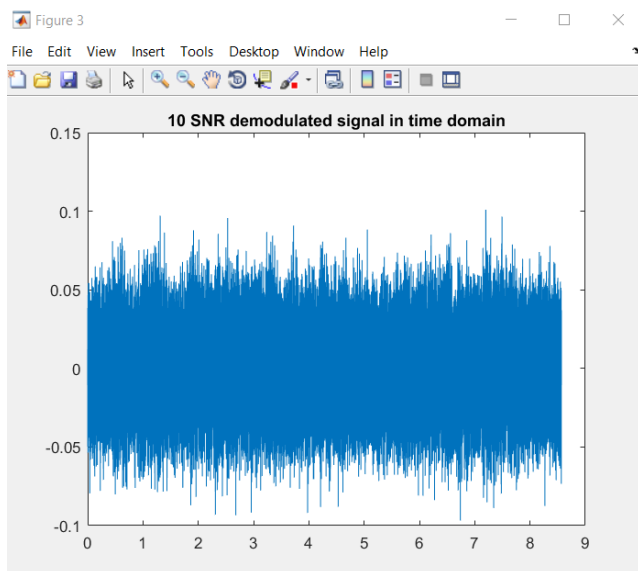 Figure 3
File Edit View Insert Tools Desktop Window Help
10 SNR demodulated signal in time domain
0.15
0.1
0.05
0
-0.05
-0.1
0 1 2 3 4 5 6 7 8 9